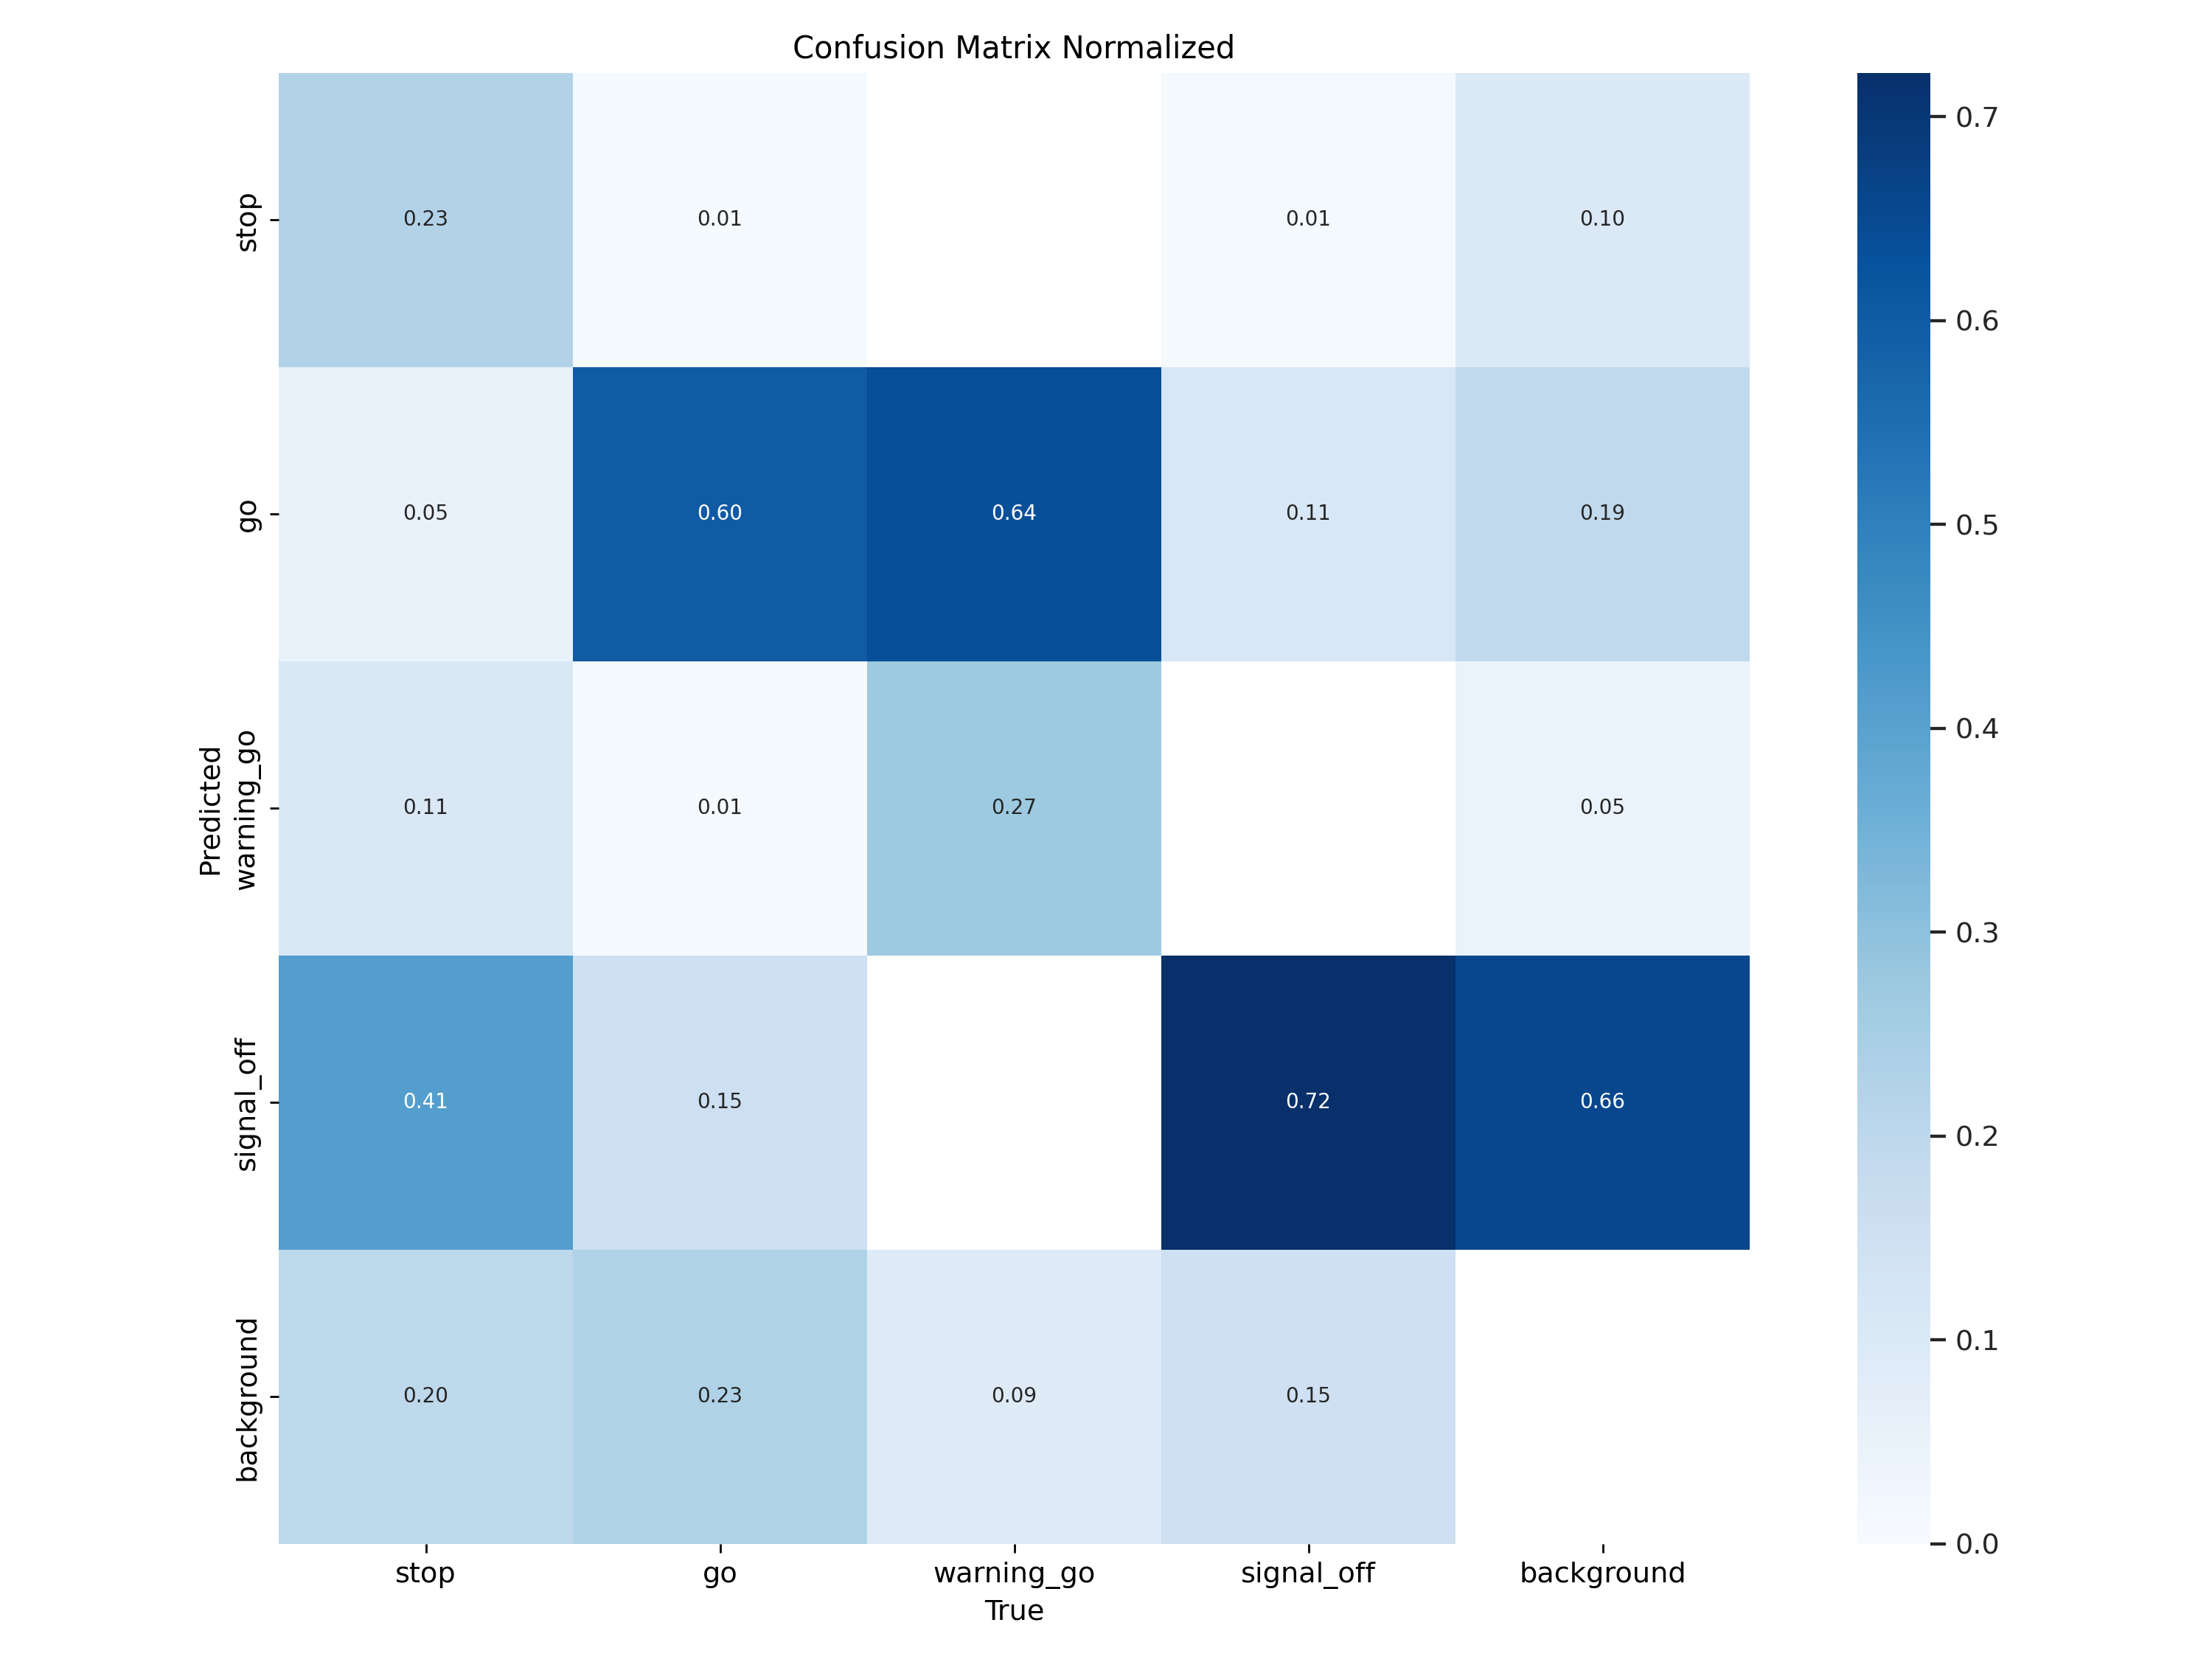 Confusion Matrix Normalized
stop 0.23 0.01 0.01 0.10
go 0.05 0.60 0.64 0.11 0.19
warning_go 0.11 0.01 0.27 0.05
signal_off 0.41 0.15 0.72 0.66
background 0.20 0.23 0.09 0.15
Predicted
stop go warning_go signal_off background
True
0.7
0.6
0.5
0.4
0.3
0.2
0.1
0.0